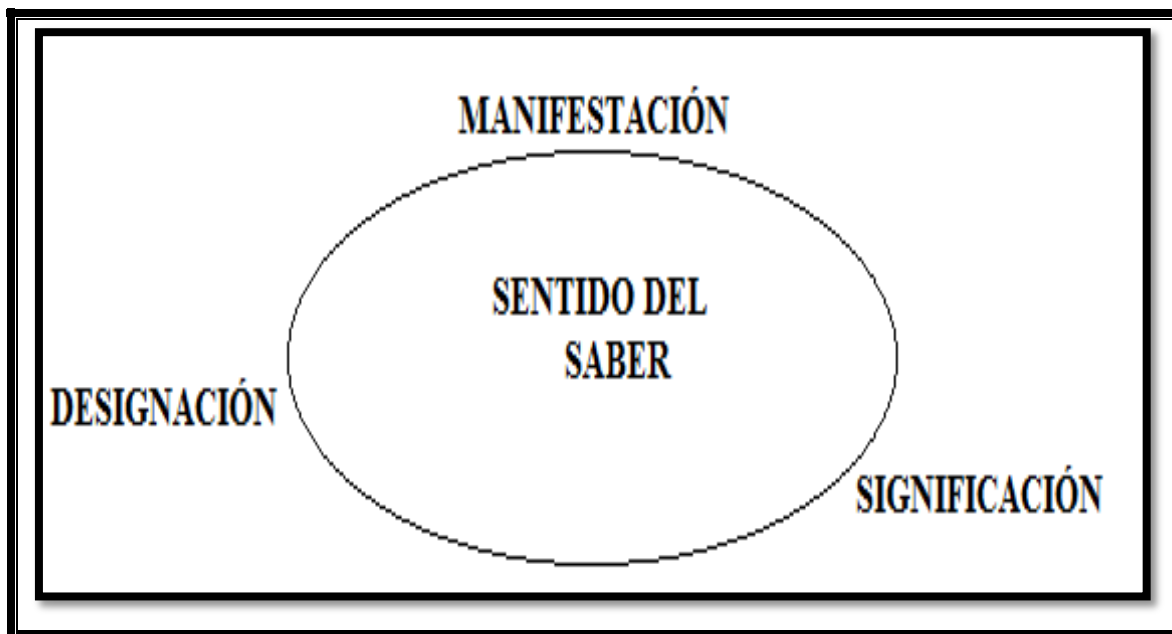 MANIFESTACIÓN
SENTIDO DEL
SABER
DESIGNACIÓN
SIGNIFICACIÓN